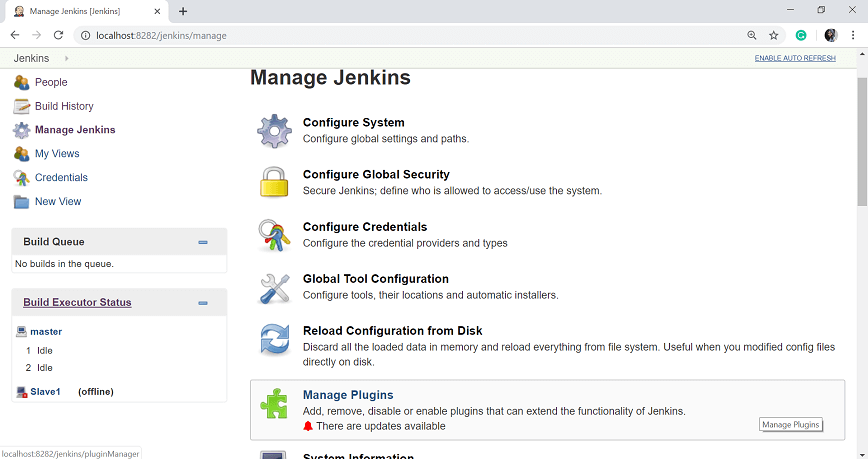 Manage Jenkins [Jenkins]
localhost:8282/jenkins/manage
Jenkins
ENABLE AUTO REFRESH
People
Build History
Manage Jenkins
My Views
Credentials
New View
Build Queue
No builds in the queue.
Build Executor Status
master
1 Idle
2 Idle
Slave1 (offline)
Manage Jenkins
Configure System
Configure global settings and paths.
Configure Global Security
Secure Jenkins; define who is allowed to access/use the system.
Configure Credentials
Configure the credential providers and types
Global Tool Configuration
Configure tools, their locations and automatic installers.
Reload Configuration from Disk
Discard all the loaded data in memory and reload everything from file system. Useful when you modified config files
directly on disk.
Manage Plugins
Add, remove, disable or enable plugins that can extend the functionality of Jenkins.
There are updates available
Manage Plugins
System Information
localhost:8282/jenkins/pluginManager